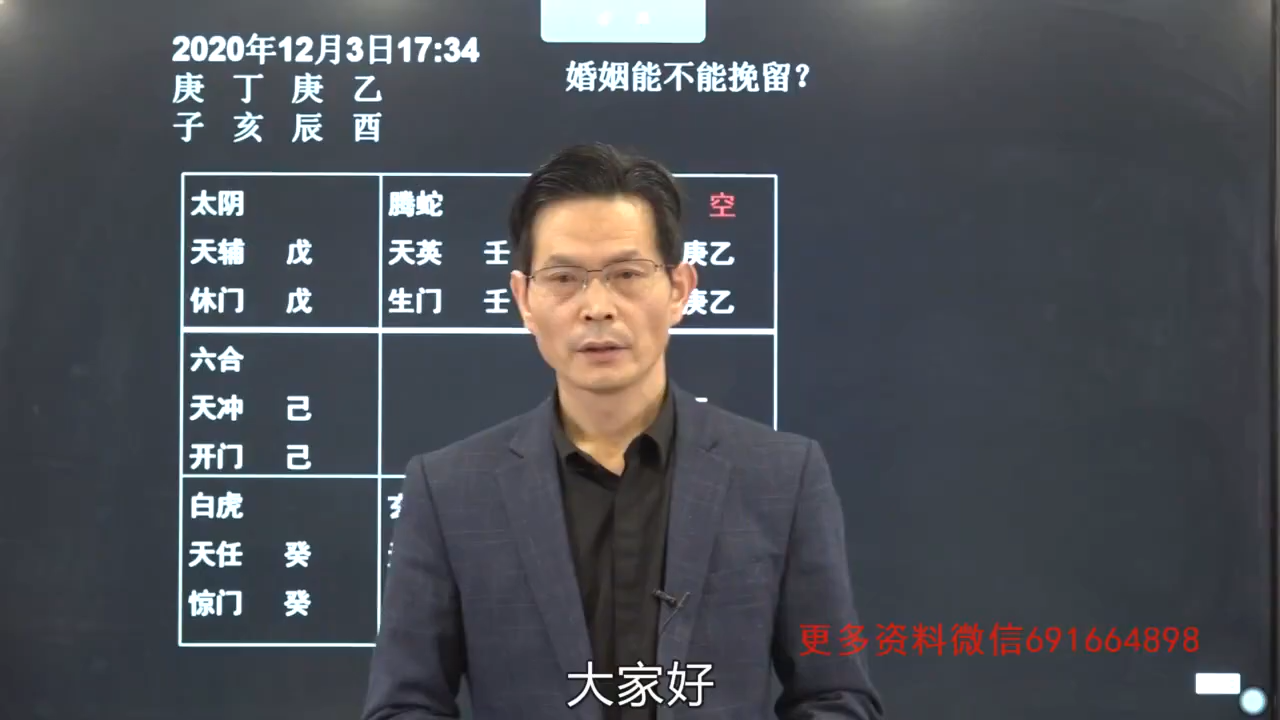 2020年12月3日17:34
庚 丁 庚 乙
子 亥 辰 酉
婚姻能不能挽留?
太阴 腾蛇 空
天辅 戊 天英 壬 庚乙
休门 戊 生门 壬 庚乙
六合
天冲 己
开门 己
白虎
天任 癸
惊门 癸
更多资料微信691664898
大家好